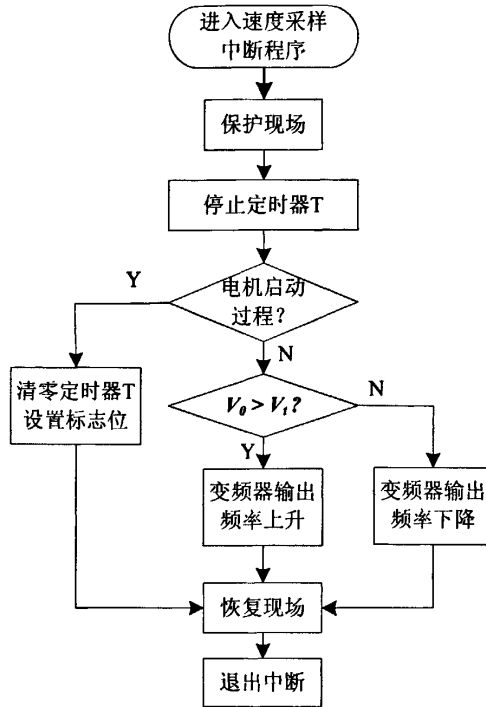 进入速度采样
中断程序
保护现场
停止定时器T
Y
电机启动
过程?
N
清零定时器T
设置标志位
V₀ > V₁?
N
Y
变频器输出
频率上升
变频器输出
频率下降
恢复现场
退出中断